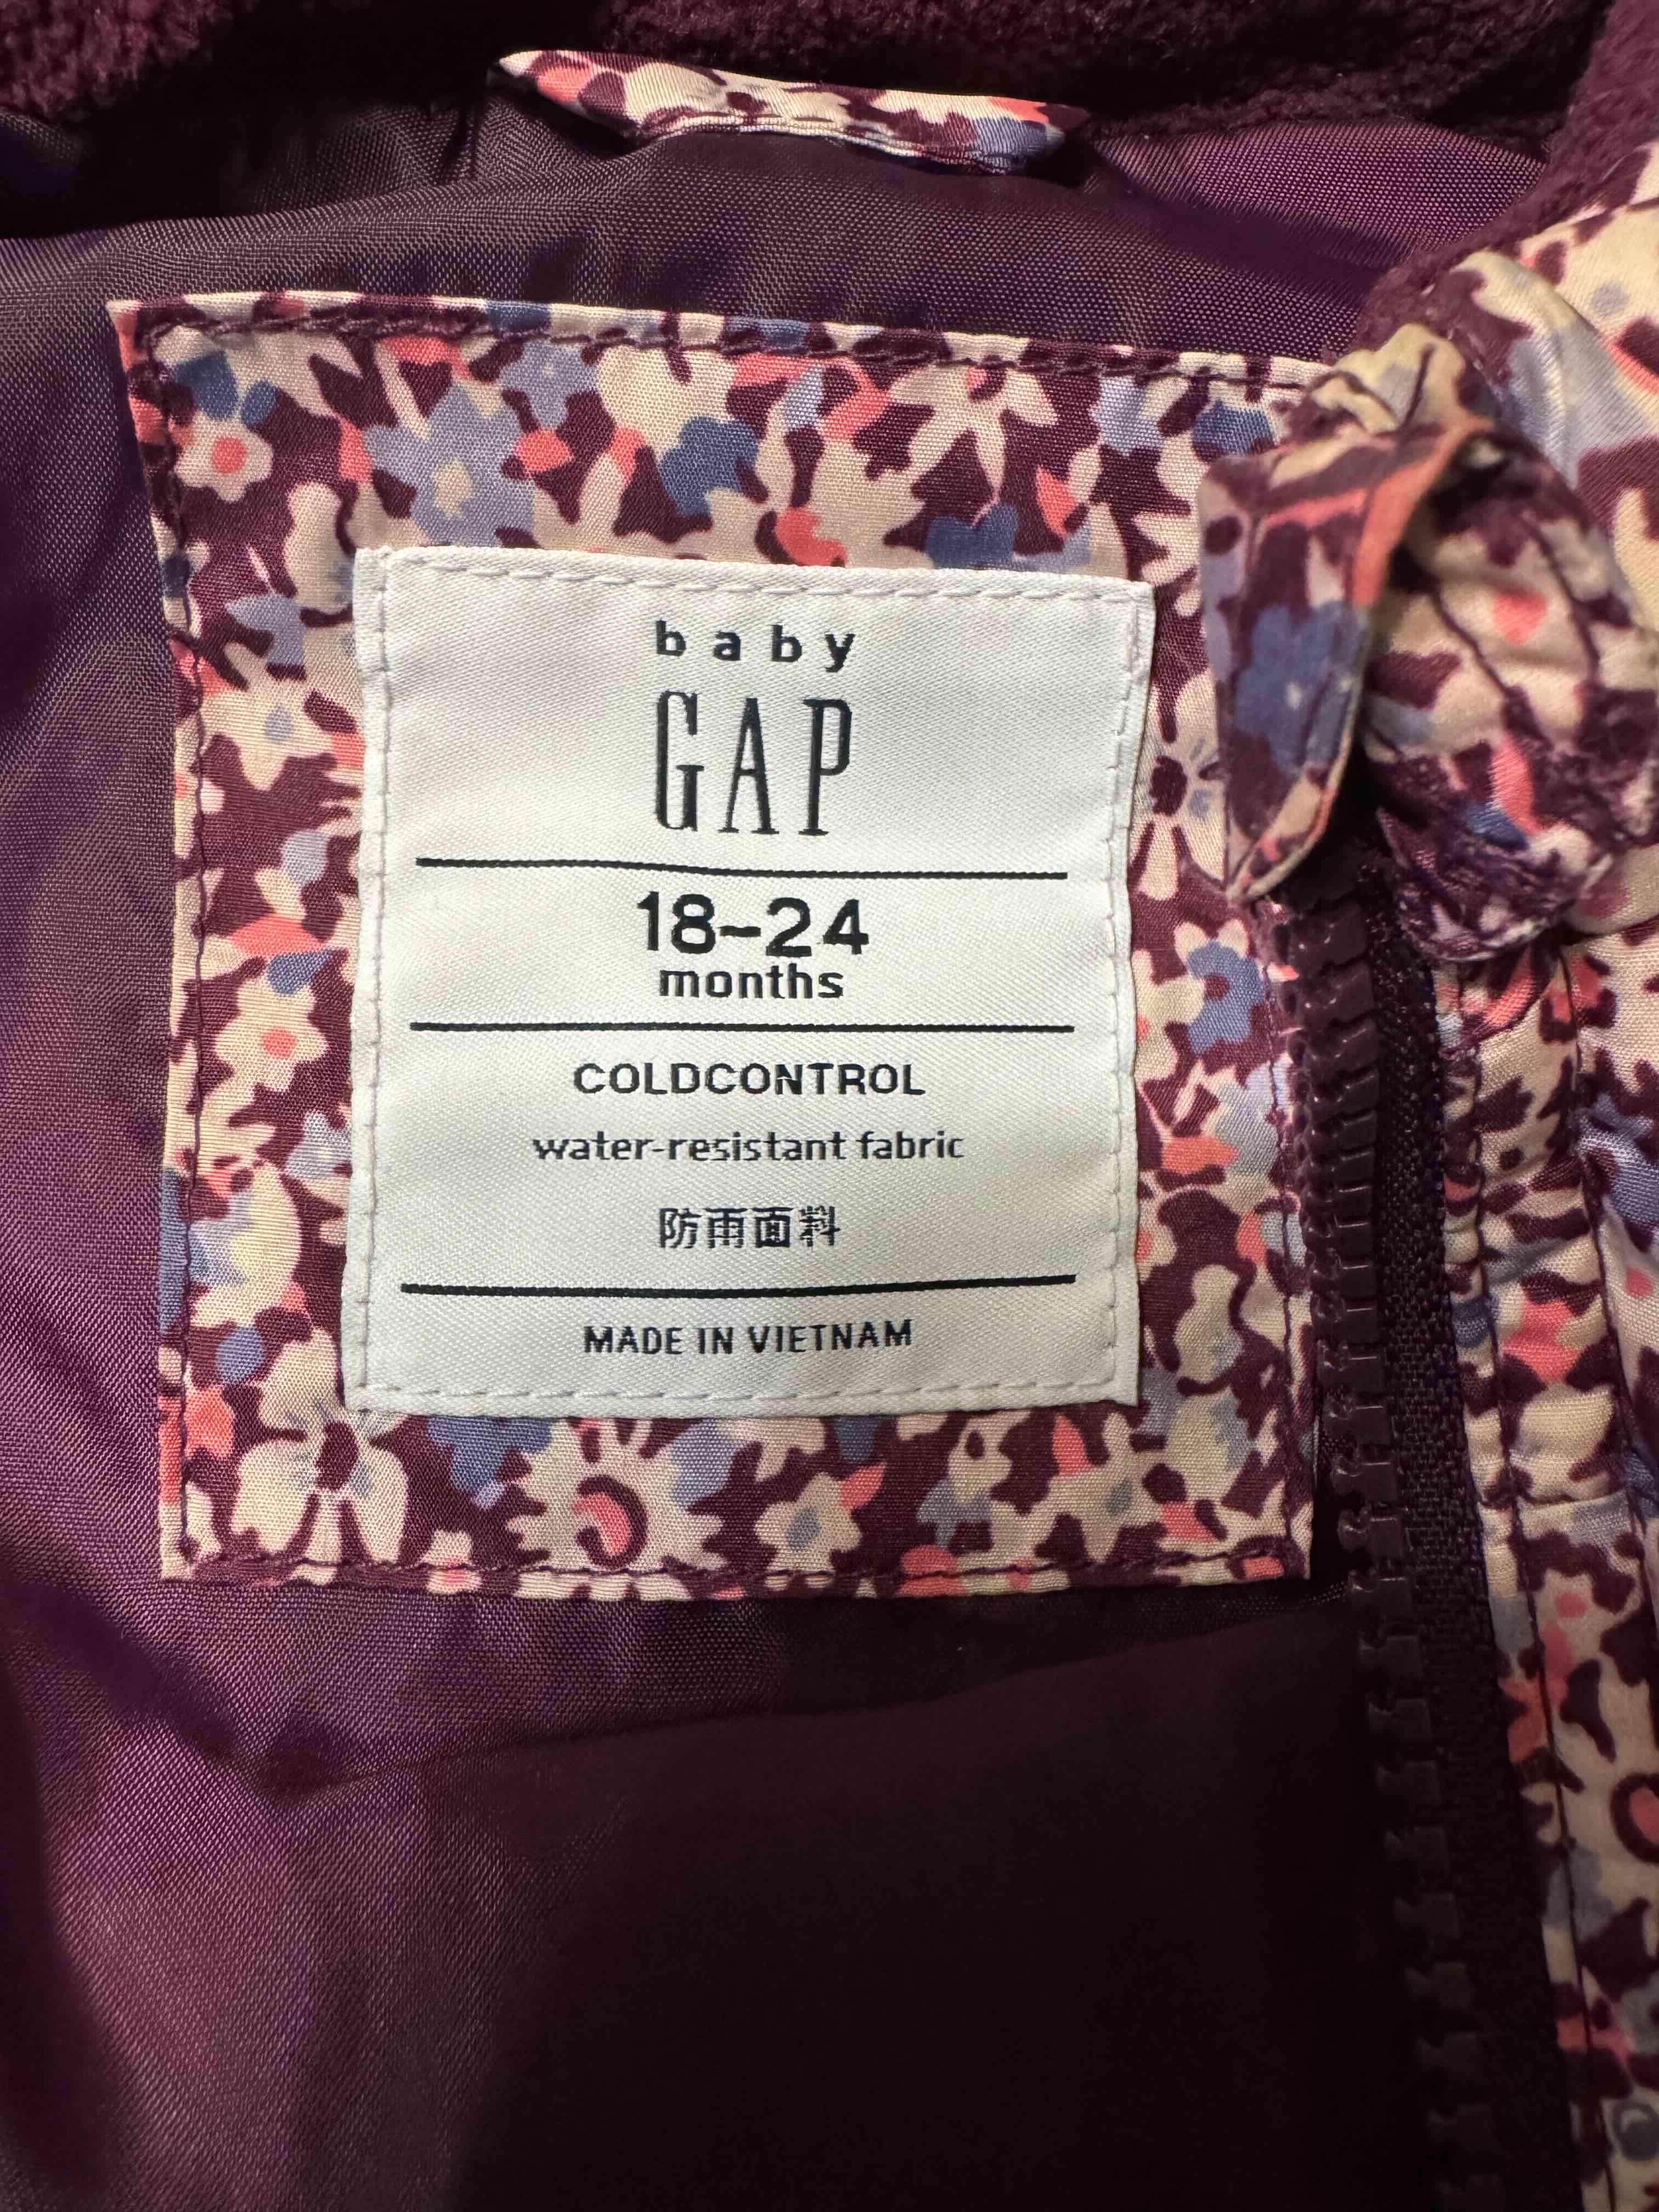 baby
GAP
18-24
months
COLDCONTROL
water-resistant fabric
防雨面料
MADE IN VIETNAM